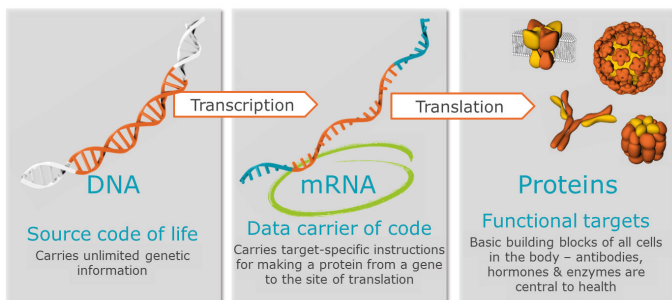 Transcription
Translation
DNA
mRNA
Proteins
Source code of life
Carries unlimited genetic
information
Data carrier of code
Carries target-specific instructions
for making a protein from a gene
to the site of translation
Functional targets
Basic building blocks of all cells
in the body – antibodies,
hormones & enzymes are
central to health